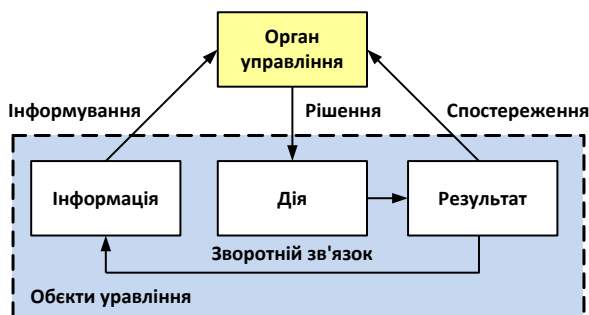 Орган
управління
Інформування
Рішення
Спостереження
Інформація
Дія
Результат
Зворотній зв'язок
Обєкти уравління